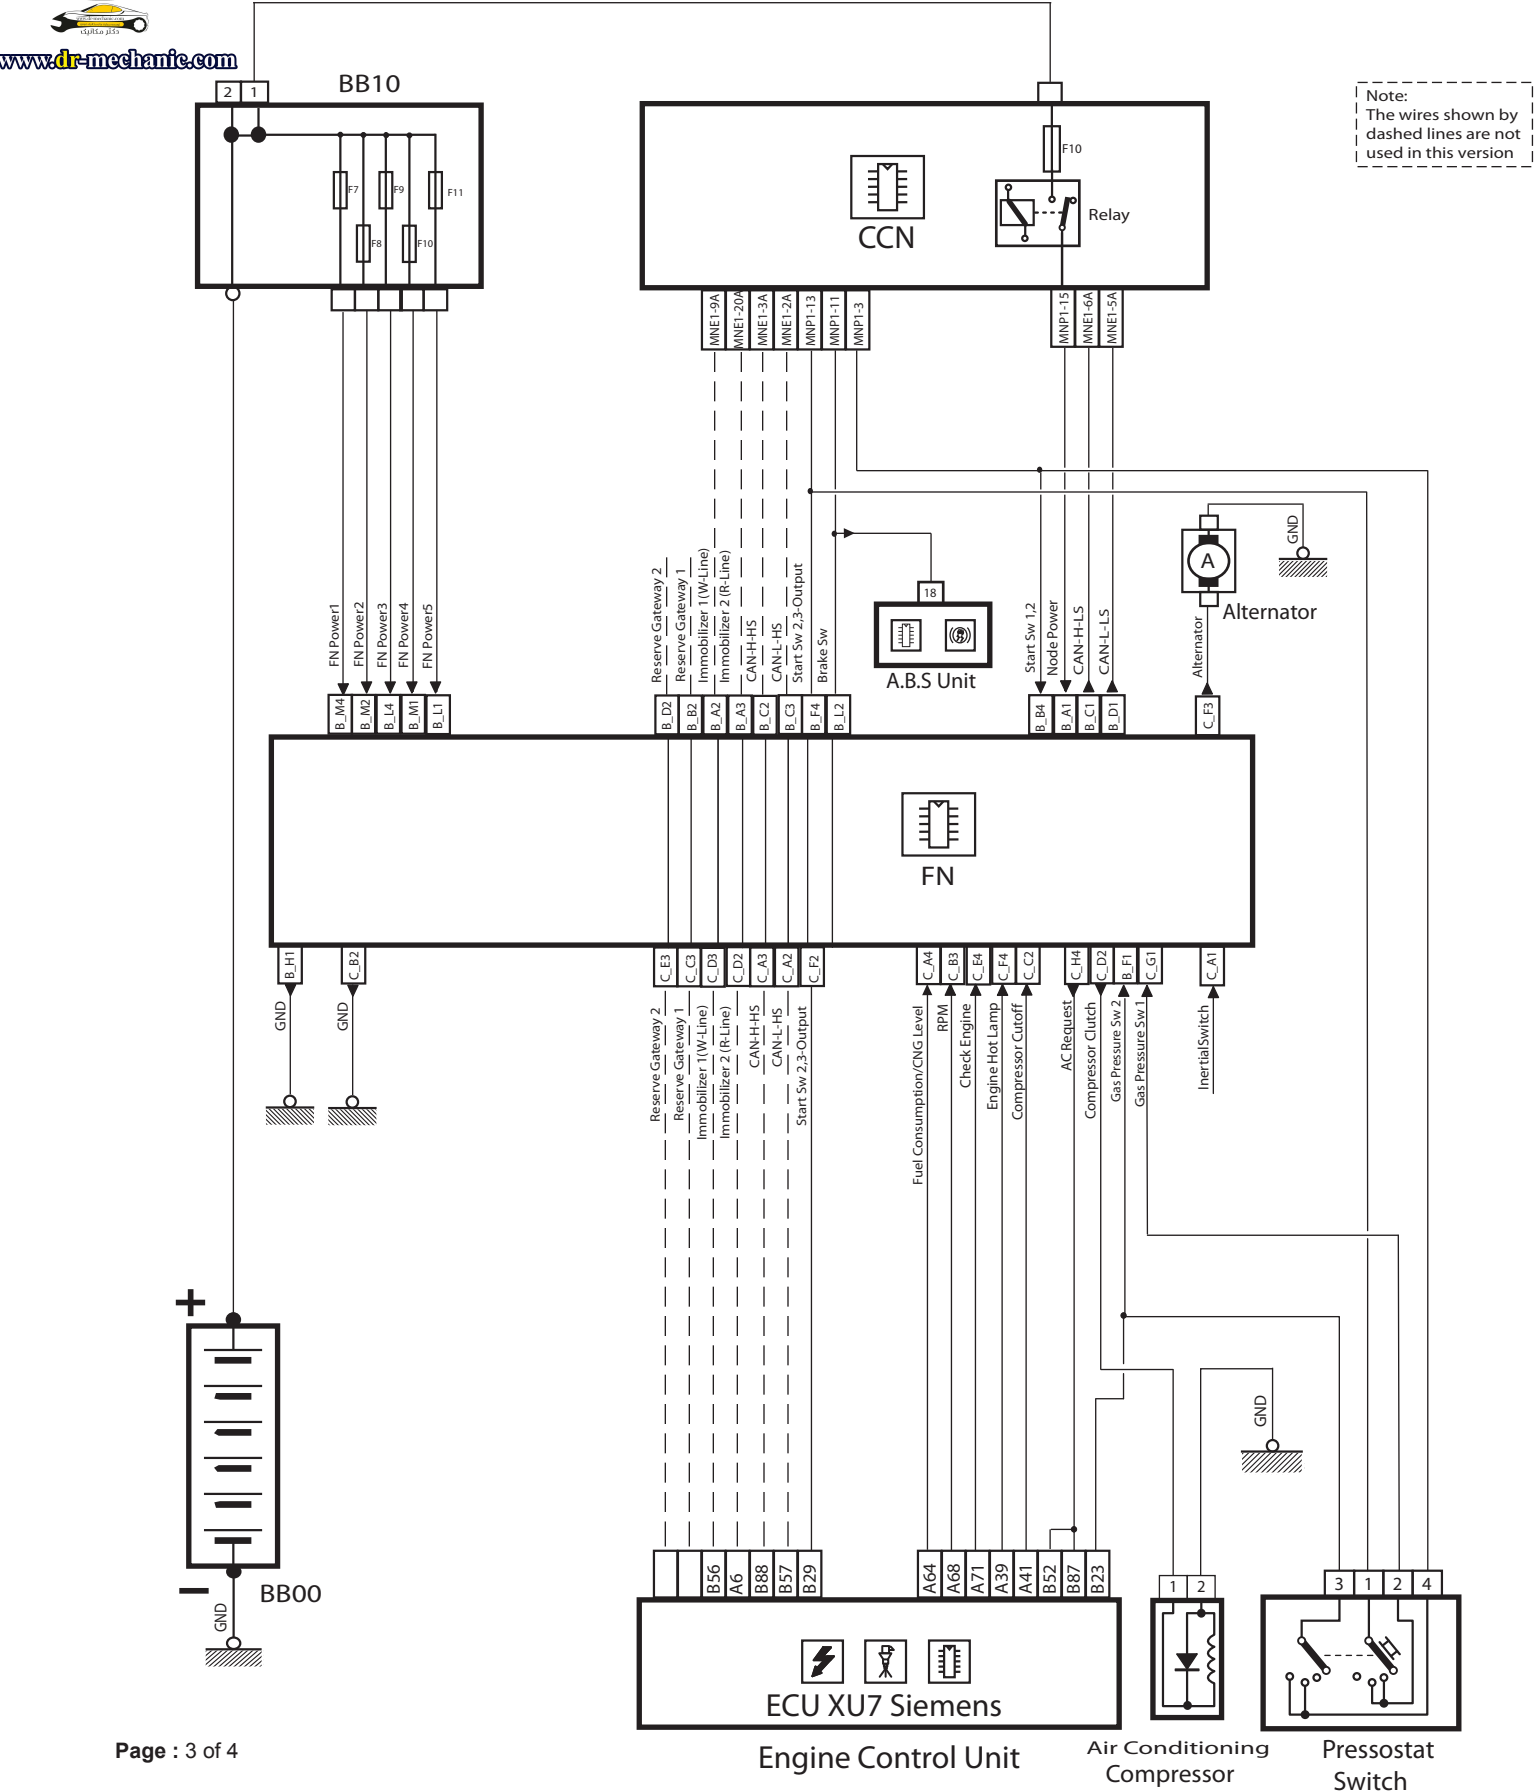 www.dr-mechanic.com
دکتر مکانیک
www.dr-mechanic.com
BB10
2 1
F7 F9 F11
F8 F10
CCN
F10
Relay
Note:
The wires shown by
dashed lines are not
used in this version
MNE1-9A
MNE1-20A
MNE1-3A
MNE1-2A
MNP1-13
MNP1-11
MNP1-3
MNP1-15
MNE1-6A
MNE1-5A
FN Power1
FN Power2
FN Power3
FN Power4
FN Power5
Reserve Gateway 2
Reserve Gateway 1
Immobilizer 1 (W-Line)
Immobilizer 2 (R-Line)
CAN-H-HS
CAN-L-HS
Start Sw 2,3-Output
Brake Sw
18
A.B.S Unit
Start Sw 1,2
Node Power
CAN-H-LS
CAN-L-LS
Alternator
A
Alternator
GND
B_M4
B_M2
B_L4
B_M1
B_L1
B_D2
B_B2
B_A2
B_A3
B_C2
B_C3
B_F4
B_L2
B_B4
B_A1
B_C1
B_D1
C_F3
FN
B_H1
C_B2
GND
GND
C_E3
C_C3
C_D3
C_D2
C_A3
C_A2
C_F2
C_A4
C_B3
C_E4
C_F4
C_C2
C_H4
C_D2
B_F1
C_G1
C_A1
Reserve Gateway 2
Reserve Gateway 1
Immobilizer 1(W-Line)
Immobilizer 2 (R-Line)
CAN-H-HS
CAN-L-HS
Start Sw 2,3-Output
Fuel Consumption/CNG Level
RPM
Check Engine
Engine Hot Lamp
Compressor Cutoff
AC Request
Compressor Clutch
Gas Pressure Sw 2
Gas Pressure Sw 1
InertialSwitch
+
−
BB00
GND
GND
B56
A6
B88
B57
B29
A64
A68
A71
A39
A41
B52
B87
B23
1 2
3 1 2 4
ECU XU7 Siemens
Engine Control Unit
Air Conditioning
Compressor
Pressostat
Switch
Page : 3 of 4